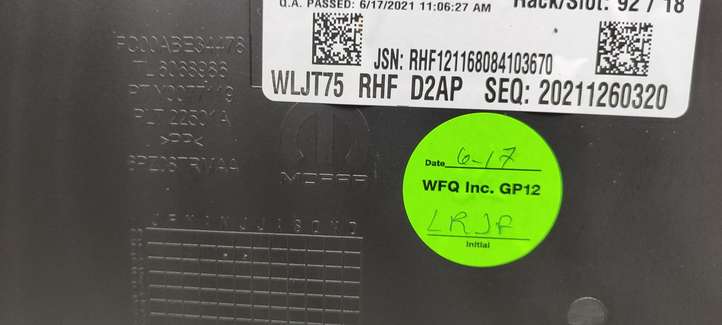 Q.A. PASSED: 6/17/2021 11:06:27 AM
Rack/Slot: 92 / 18
JSN: RHF121168084103670
WLJT75 RHF D2AP SEQ: 20211260320
>PP<
MOPAR
Date 6-17
WFQ Inc. GP12
LRJF
Initial
J F M A M J J A S O N D